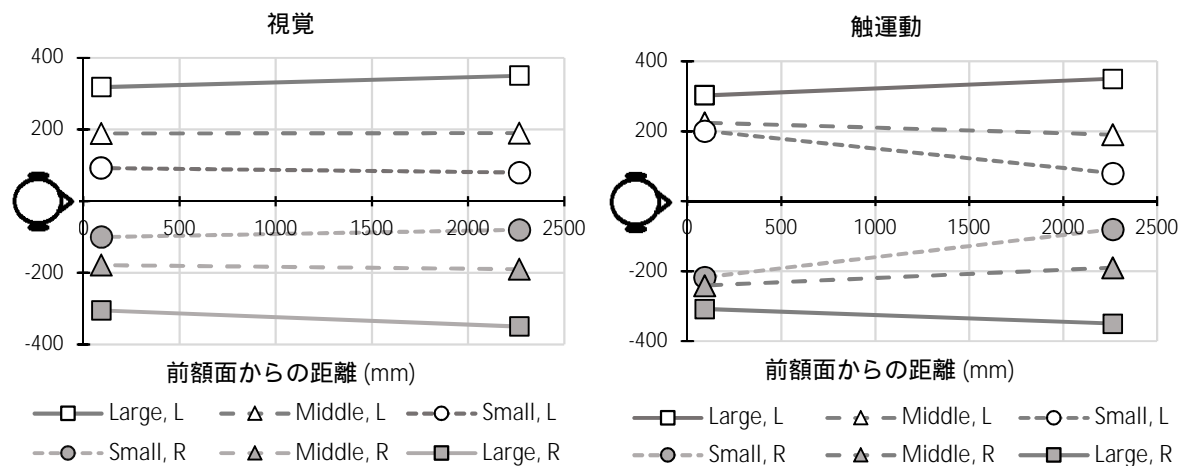 視覚
400
200
0
500
1000
1500
2000
2500
-200
-400
前額面からの距離 (mm)
Large, L
Middle, L
Small, L
Small, R
Middle, R
Large, R
触運動
400
200
0
500
1000
1500
2000
2500
-200
-400
前額面からの距離 (mm)
Large, L
Middle, L
Small, L
Small, R
Middle, R
Large, R